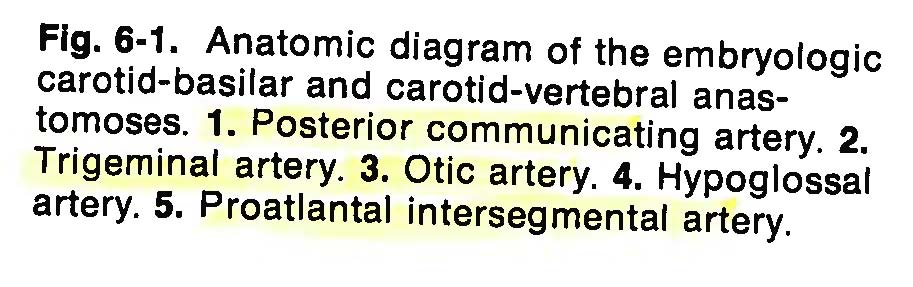 Fig. 6-1. Anatomic diagram of the embryologic
carotid-basilar and carotid-vertebral anas-
tomoses. 1. Posterior communicating artery. 2.
Trigeminal artery. 3. Otic artery. 4. Hypoglossal
artery. 5. Proatlantal intersegmental artery.